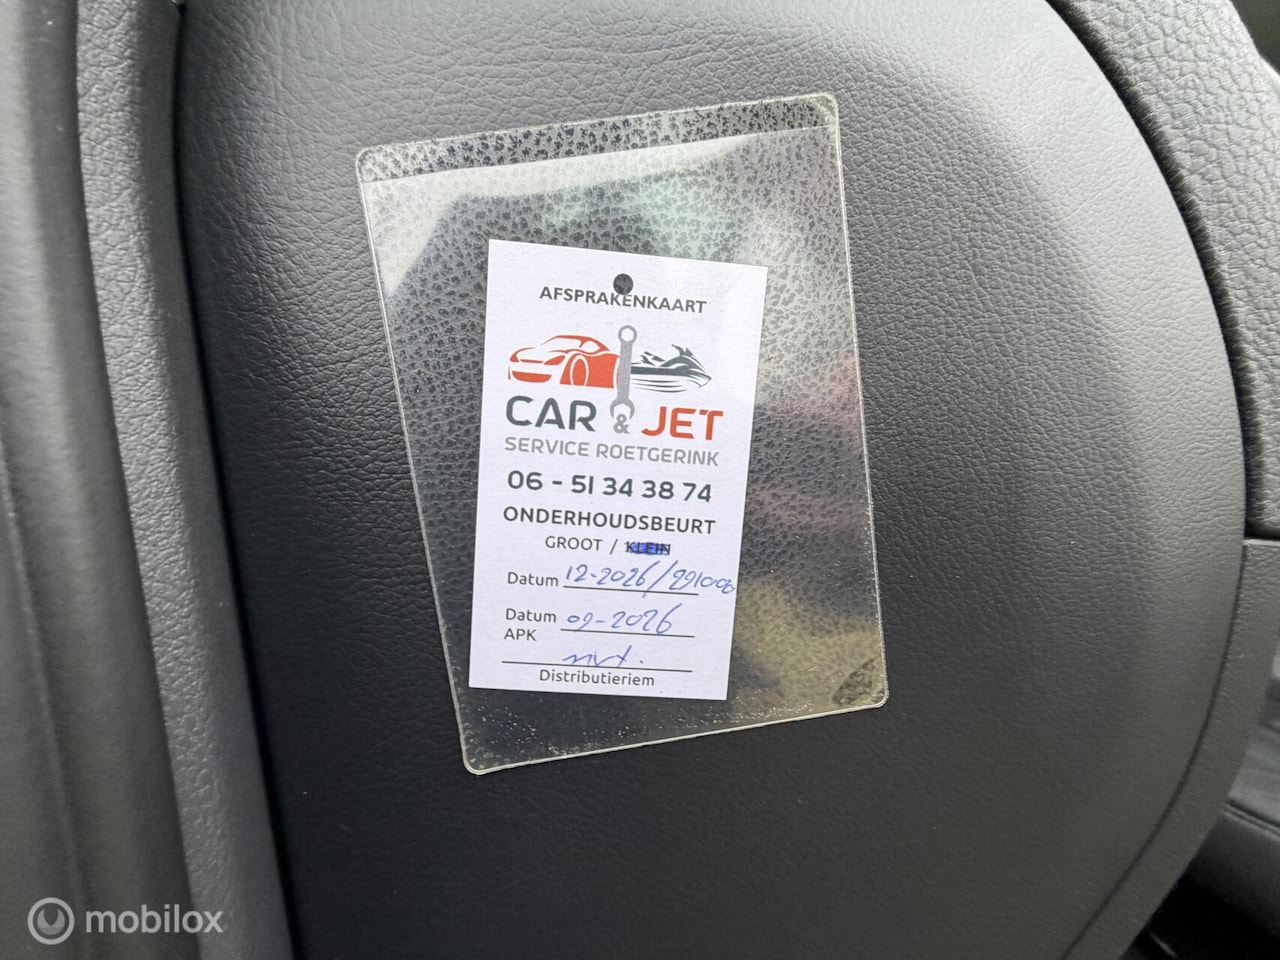 AFSPRAKENKAART
CAR & JET
SERVICE ROETGERINK
06 - 51 34 38 74
ONDERHOUDSBEURT
GROOT / KLEIN
Datum 12-2026/221000
Datum 09-2026
APK
nvt.
Distributieriem
mobilox